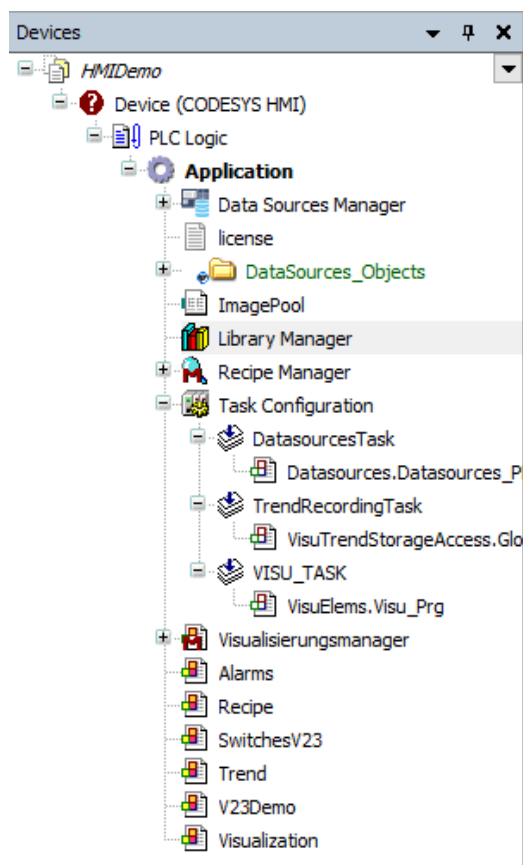 Devices
HMIDemo
Device (CODESYS HMI)
PLC Logic
Application
Data Sources Manager
license
DataSources_Objects
ImagePool
Library Manager
Recipe Manager
Task Configuration
DatasourcesTask
Datasources.Datasources_P
TrendRecordingTask
VisuTrendStorageAccess.Glo
VISU_TASK
VisuElems.Visu_Prg
Visualisierungsmanager
Alarms
Recipe
SwitchesV23
Trend
V23Demo
Visualization